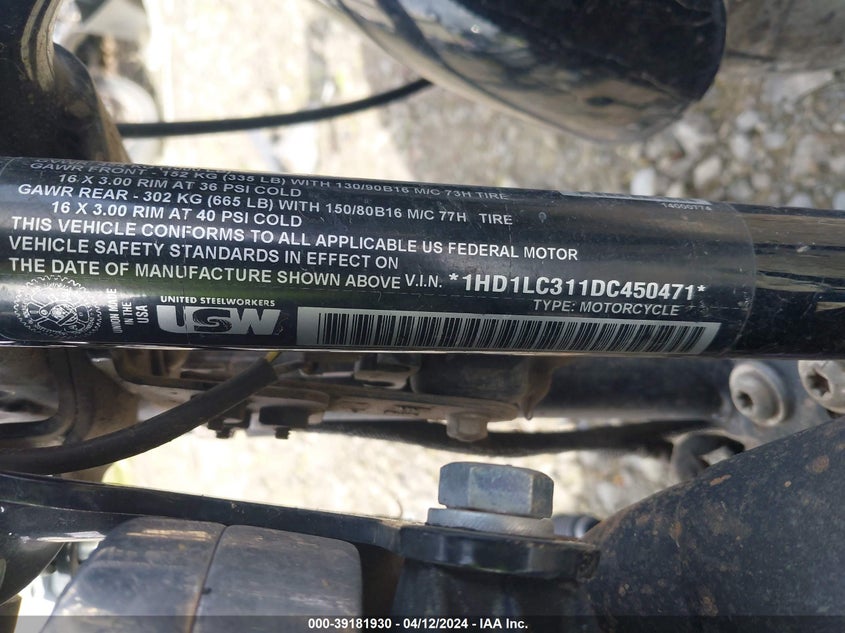 GAWR FRONT - 152 KG (335 LB) WITH 130/90B16 M/C 73H TIRE
16 X 3.00 RIM AT 36 PSI COLD
GAWR REAR - 302 KG (665 LB) WITH 150/80B16 M/C 77H TIRE
16 X 3.00 RIM AT 40 PSI COLD
THIS VEHICLE CONFORMS TO ALL APPLICABLE US FEDERAL MOTOR
VEHICLE SAFETY STANDARDS IN EFFECT ON
THE DATE OF MANUFACTURE SHOWN ABOVE V.I.N. *1HD1LC311DC450471*
TYPE: MOTORCYCLE
14000774
UNION MADE
IN THE
USA
UNITED STEELWORKERS
USW
000-39181930 - 04/12/2024 - IAA, Inc.